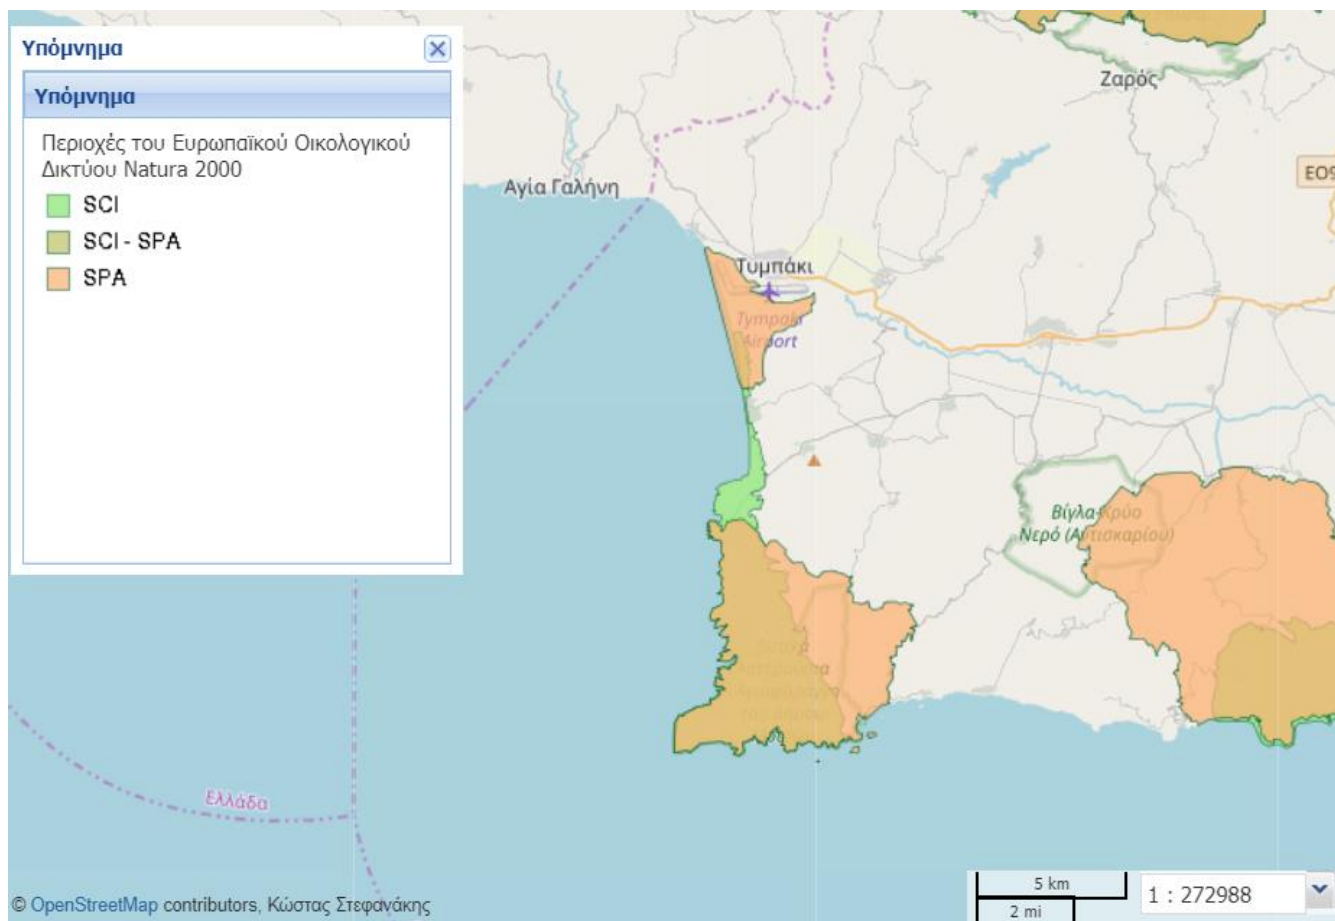 Υπόμνημα
Υπόμνημα
Περιοχές του Ευρωπαϊκού Οικολογικού
Δικτύου Natura 2000
SCI
SCI - SPA
SPA
Ζαρός
ΕΟ9
Αγία Γαλήνη
Τυμπάκι
Tympaki
Airport
Βίγλα-Κρύο
Νερό (Αντισκαρίου)
Ελλάδα
5 km
2 mi
1 : 272988
© OpenStreetMap contributors, Κώστας Στεφανάκης